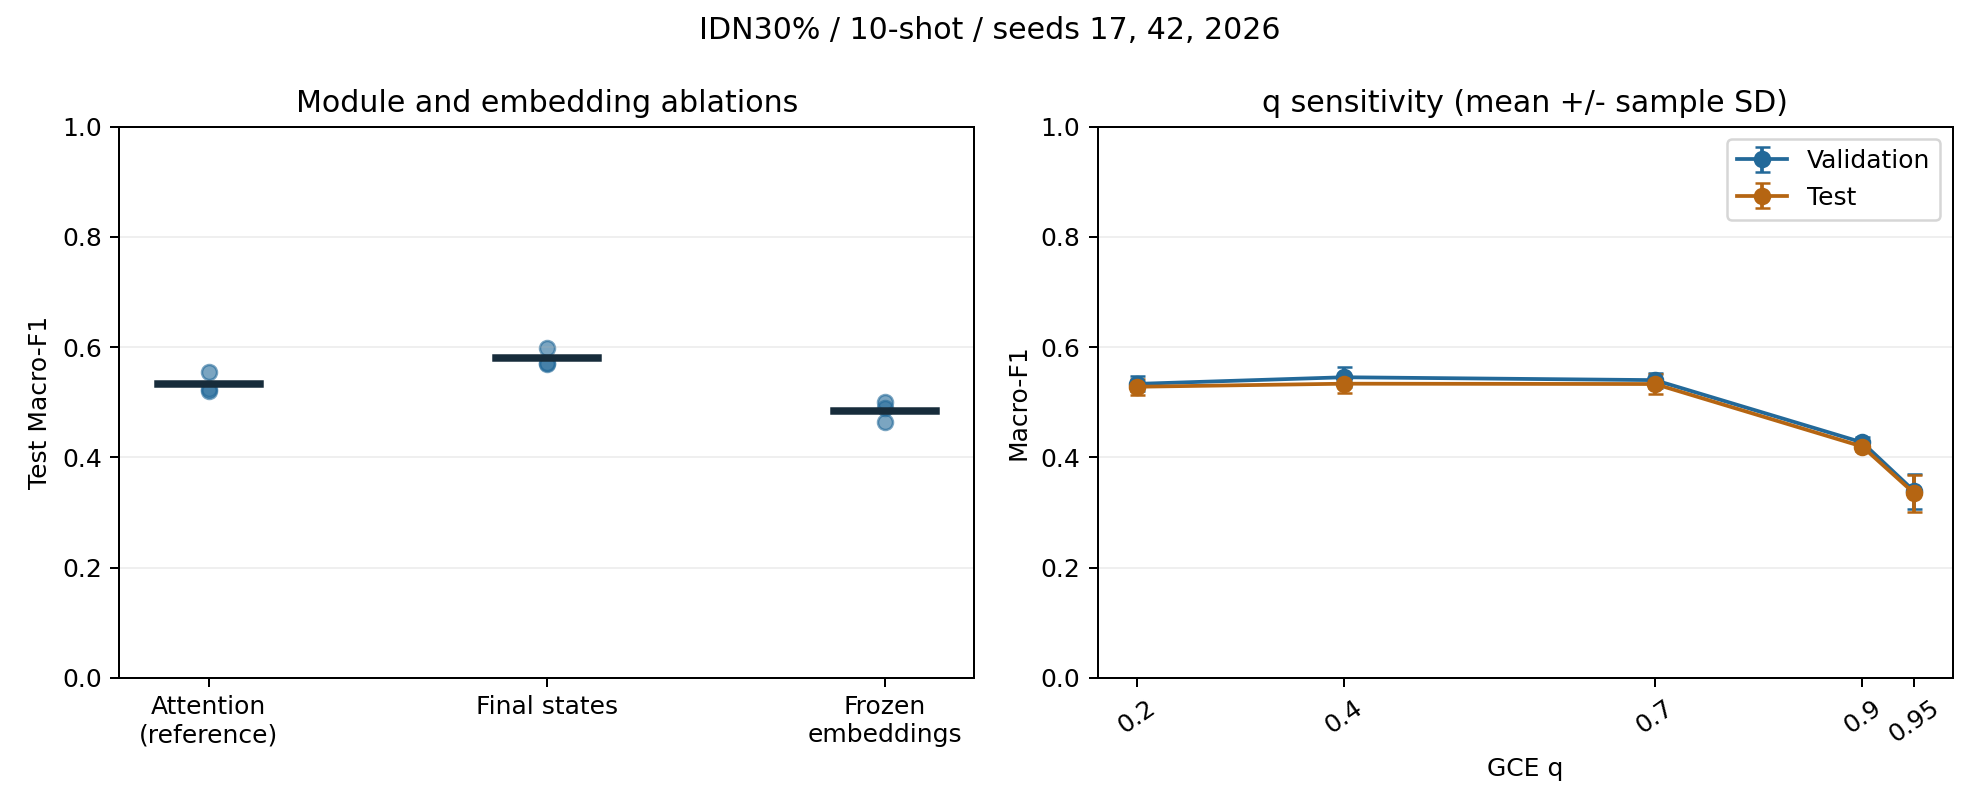 IDN30% / 10-shot / seeds 17, 42, 2026
Module and embedding ablations
Test Macro-F1
1.0
0.8
0.6
0.4
0.2
0.0
Attention
(reference)
Final states
Frozen
embeddings
q sensitivity (mean +/- sample SD)
Macro-F1
1.0
0.8
0.6
0.4
0.2
0.0
Validation
Test
0.2
0.4
0.7
0.9
0.95
GCE q